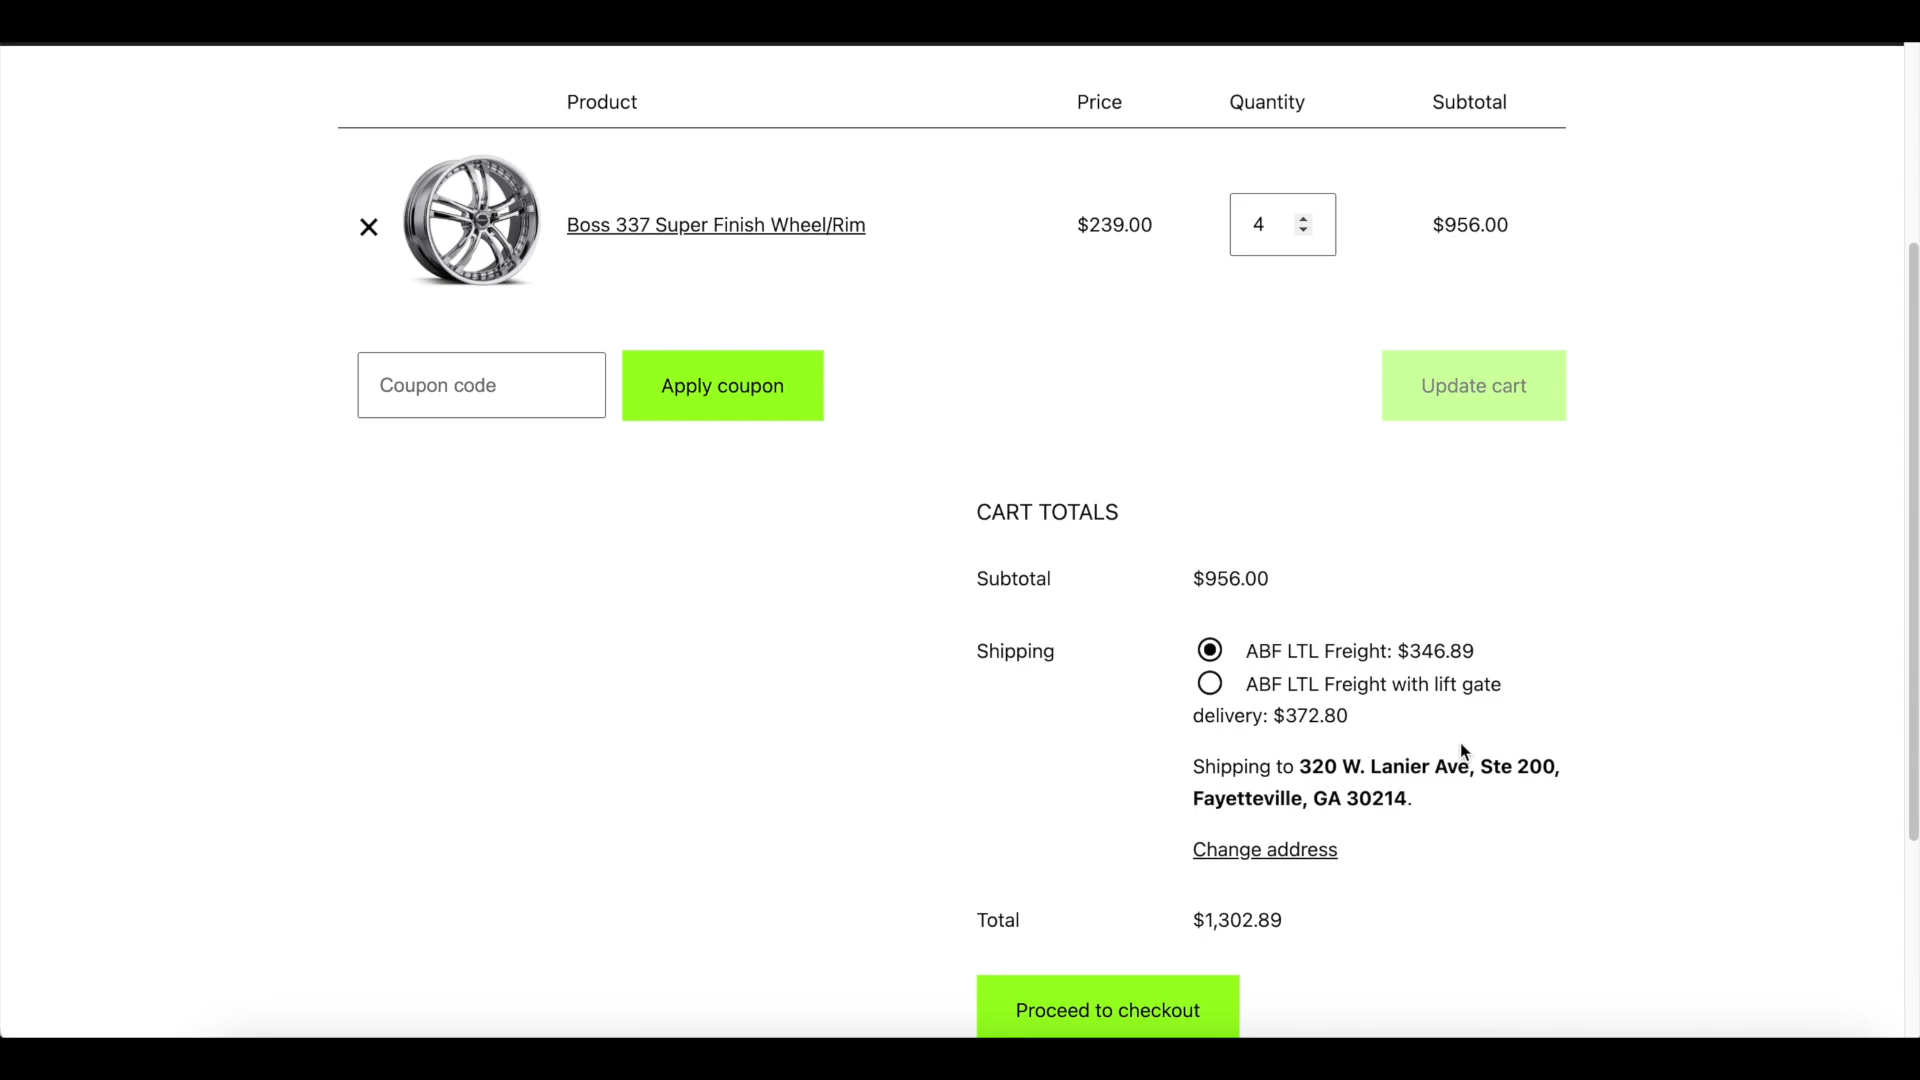 Product Price Quantity Subtotal
Boss 337 Super Finish Wheel/Rim $239.00 4 $956.00
Coupon code Apply coupon Update cart
CART TOTALS
Subtotal $956.00
Shipping ABF LTL Freight: $346.89
ABF LTL Freight with lift gate
delivery: $372.80
Shipping to 320 W. Lanier Ave, Ste 200,
Fayetteville, GA 30214.
Change address
Total $1,302.89
Proceed to checkout